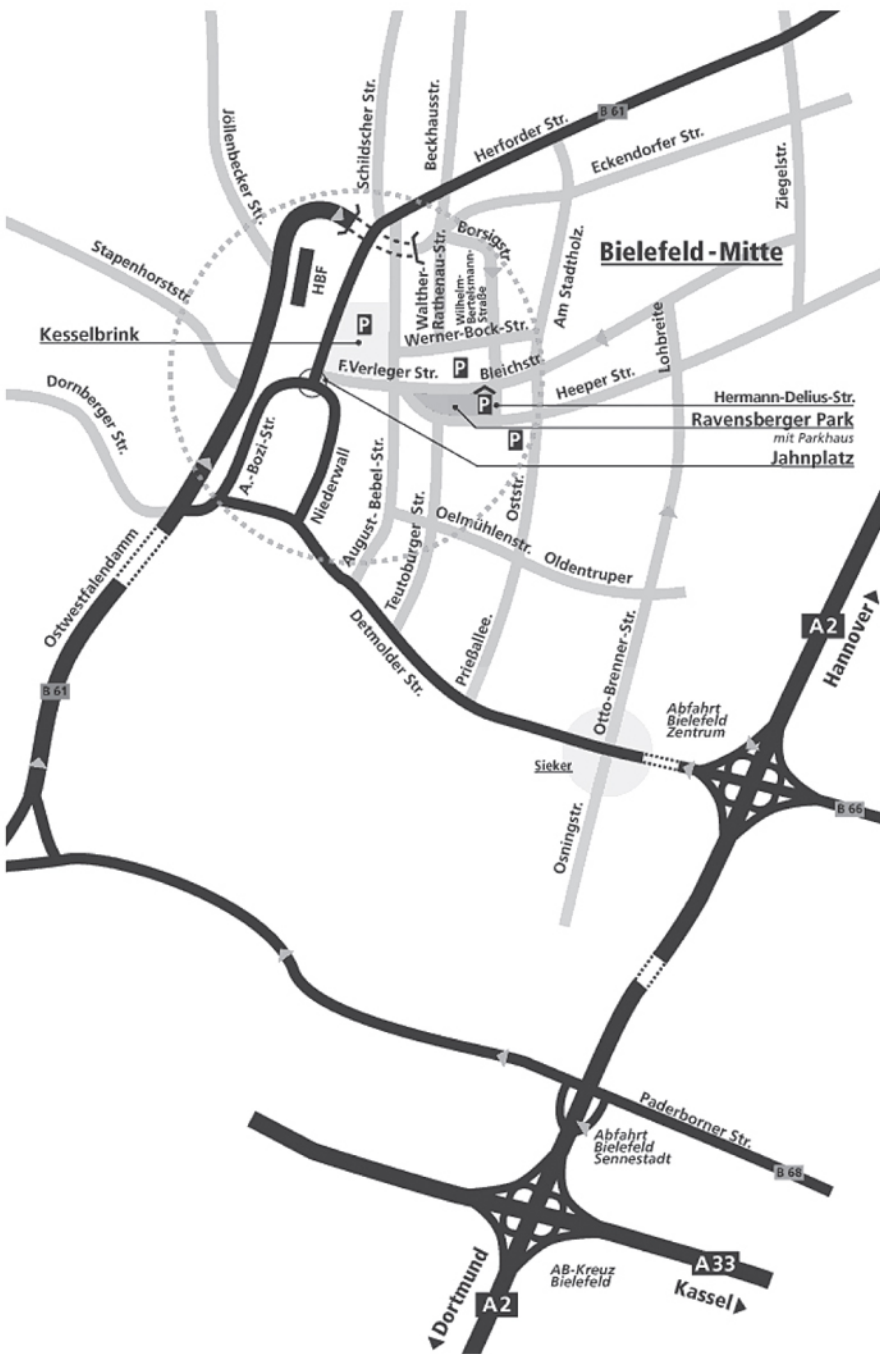 B 61
Herforder Str.
Schildscher Str.
Beckhausstr.
Jöllenbecker Str.
Eckendorfer Str.
Ziegelstr.
Stapenhorststr.
HBF
Walther-
Rathenau-Str.
Borsigstr.
Wilhelm-
Bertelsmann-
Straße
Am Stadtholz.
Bielefeld-Mitte
Kesselbrink
P
Werner-Bock-Str.
Lohbreite
F.Verleger Str.
P
Bleichstr.
Heeper Str.
Dornberger Str.
P
Hermann-Delius-Str.
Ravensberger Park
mit Parkhaus
Jahnplatz
P
A.-Bozi-Str.
Niederwall
August-Bebel-Str.
Teutoburger Str.
Oelmühlenstr.
Oststr.
Oldentruper
Ostwestfalendamm
Detmolder Str.
Prießallee.
Otto-Brenner-Str.
A2
Hannover
B 61
Abfahrt
Bielefeld
Zentrum
Sieker
B 66
Osningstr.
Paderborner Str.
Abfahrt
Bielefeld
Sennestadt
B 68
AB-Kreuz
Bielefeld
A33
Kassel
Dortmund
A2